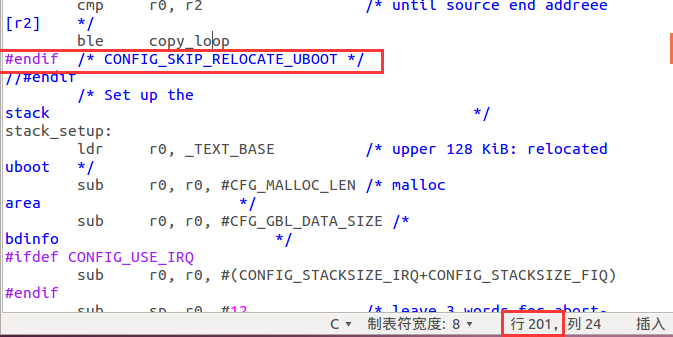 cmp r0, r2 /* until source end addreee
[r2] */
ble copy_loop
#endif /* CONFIG_SKIP_RELOCATE_UBOOT */
//#endif
/* Set up the
stack */
stack_setup:
ldr r0, _TEXT_BASE /* upper 128 KiB: relocated
uboot */
sub r0, r0, #CFG_MALLOC_LEN /* malloc
area */
sub r0, r0, #CFG_GBL_DATA_SIZE /*
bdinfo */
#ifdef CONFIG_USE_IRQ
sub r0, r0, #(CONFIG_STACKSIZE_IRQ+CONFIG_STACKSIZE_FIQ)
#endif
sub sp, r0, #12 /* leave 3 words for abort-
C 制表符宽度: 8 行 201, 列 24 插入